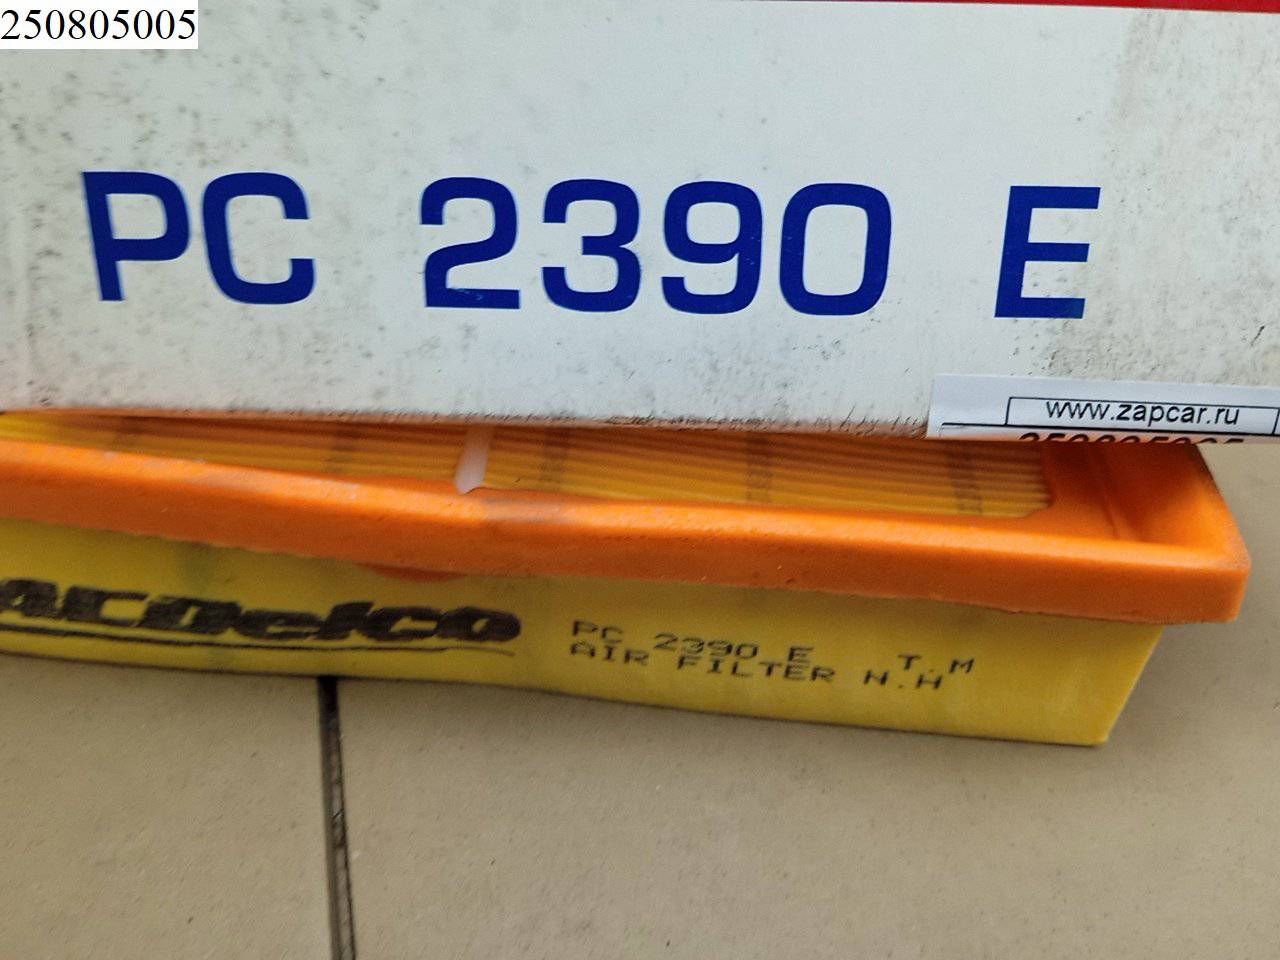 250805005
PC 2390 E
www.zapcar.ru
ACDelco
PC 2390 E T.M
AIR FILTER N.H